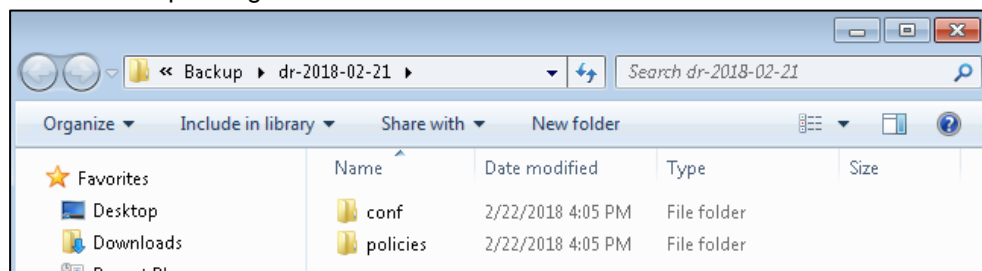 « Backup ▸ dr-2018-02-21 ▸ Search dr-2018-02-21
Organize ▾ Include in library ▾ Share with ▾ New folder
Name Date modified Type Size
Favorites
Desktop
Downloads
conf 2/22/2018 4:05 PM File folder
policies 2/22/2018 4:05 PM File folder